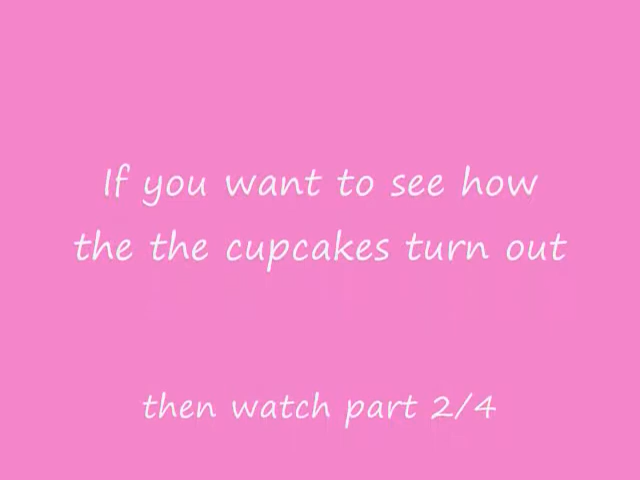 If you want to see how
the the cupcakes turn out
then watch part 2/4